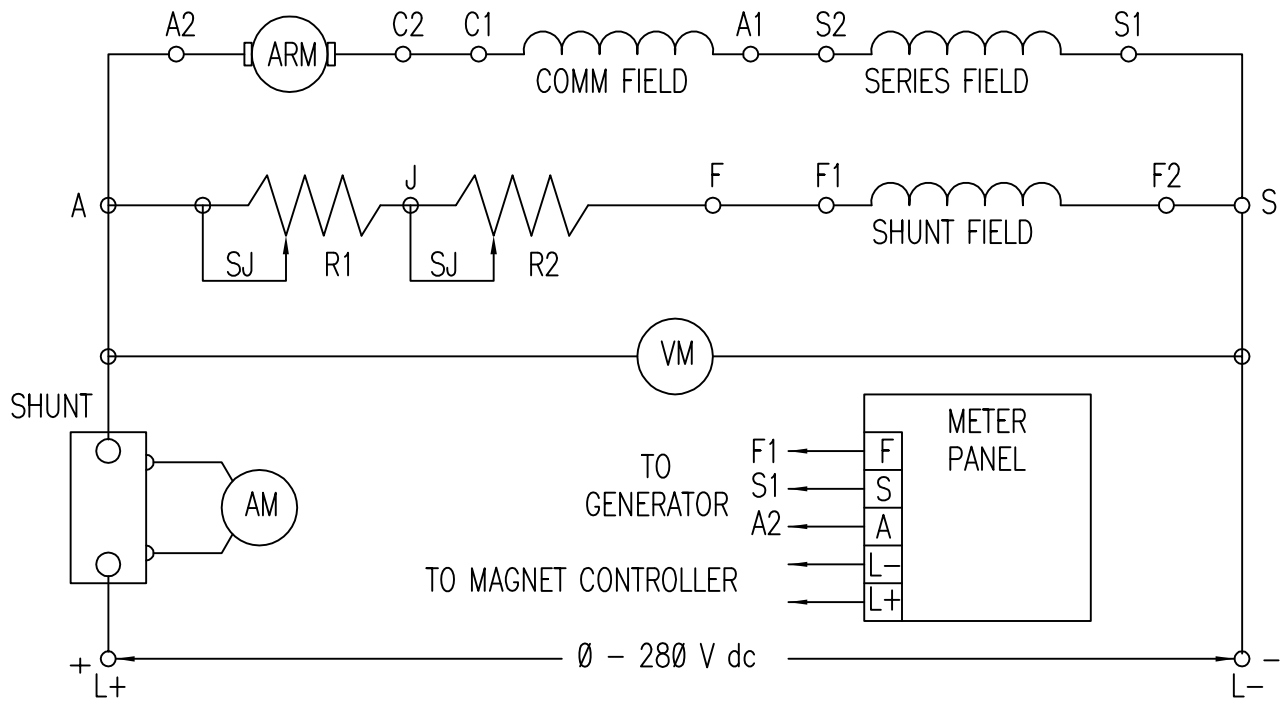 A2 ARM C2 C1 A1 S2 S1
COMM FIELD SERIES FIELD
A J F F1 F2 S
SJ R1 SJ R2 SHUNT FIELD
VM
SHUNT
AM
METER
PANEL
TO
GENERATOR
F1 F
S1 S
A2 A
TO MAGNET CONTROLLER
L-
L+
+ Ø - 28Ø V dc -
L+ L-